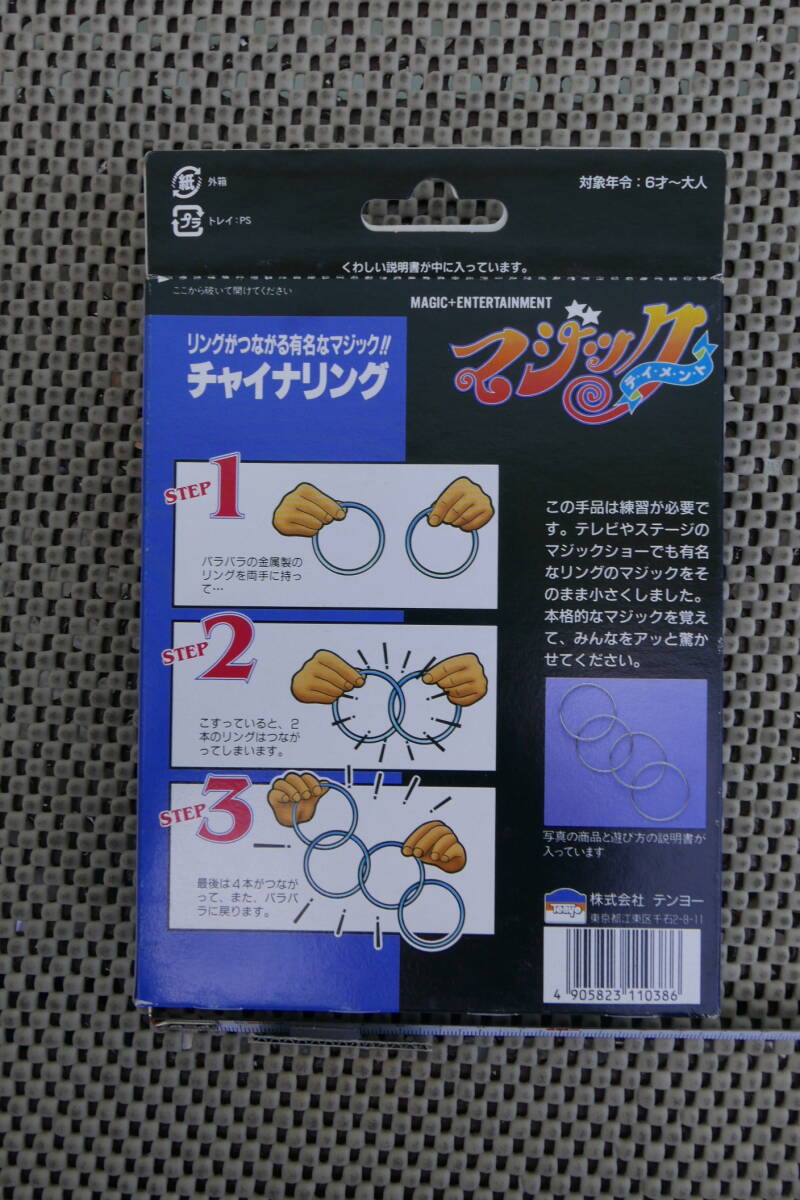 紙 外箱
プラ トレイ:PS
対象年令:6才〜大人
くわしい説明書が中に入っています。
ここから破いて開けてください
MAGIC+ENTERTAINMENT
マジック
テ・イ・メ・ン・ト
リングがつながる有名なマジック!!
チャイナリング
STEP 1
バラバラの金属製の
リングを両手に持っ
て…
STEP 2
こすっていると、2
本のリングはつなが
ってしまいます。
STEP 3
最後は4本がつなが
って、また、バラバ
ラに戻ります。
この手品は練習が必要で
す。テレビやステージの
マジックショーでも有名
なリングのマジックをそ
のまま小さくしました。
本格的なマジックを覚え
て、みんなをアッと驚か
せてください。
写真の商品と遊び方の説明書が
入っています
Tenyo
株式会社 テンヨー
東京都江東区千石2-8-11
4 905823 110386